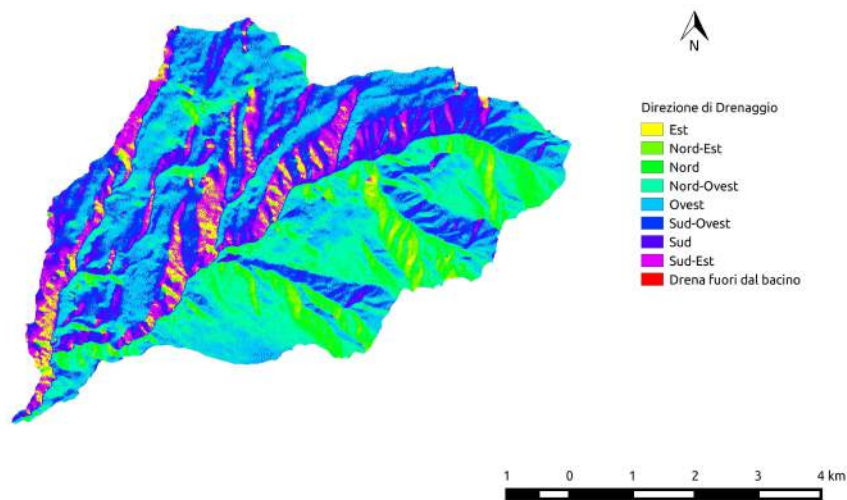 N
Direzione di Drenaggio
Est
Nord-Est
Nord
Nord-Ovest
Ovest
Sud-Ovest
Sud
Sud-Est
Drena fuori dal bacino
1 0 1 2 3 4 km